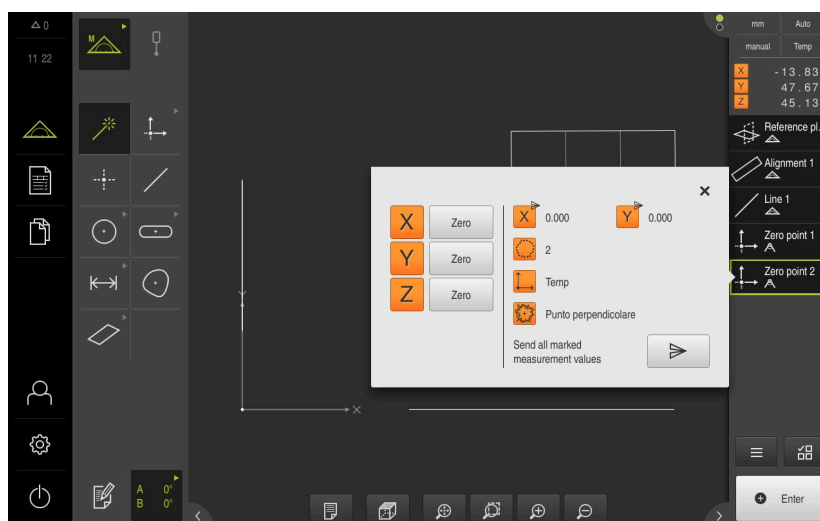 0
11 22
M
A 0°
B 0°
X
Zero
Y
Zero
Z
Zero
X 0.000
Y 0.000
2
Temp
Punto perpendicolare
Send all marked
measurement values
X
Y
mm
Auto
manual
Temp
X -13.83
Y 47.67
Z 45.13
Reference pl.
Alignment 1
Line 1
Zero point 1
Zero point 2
Enter